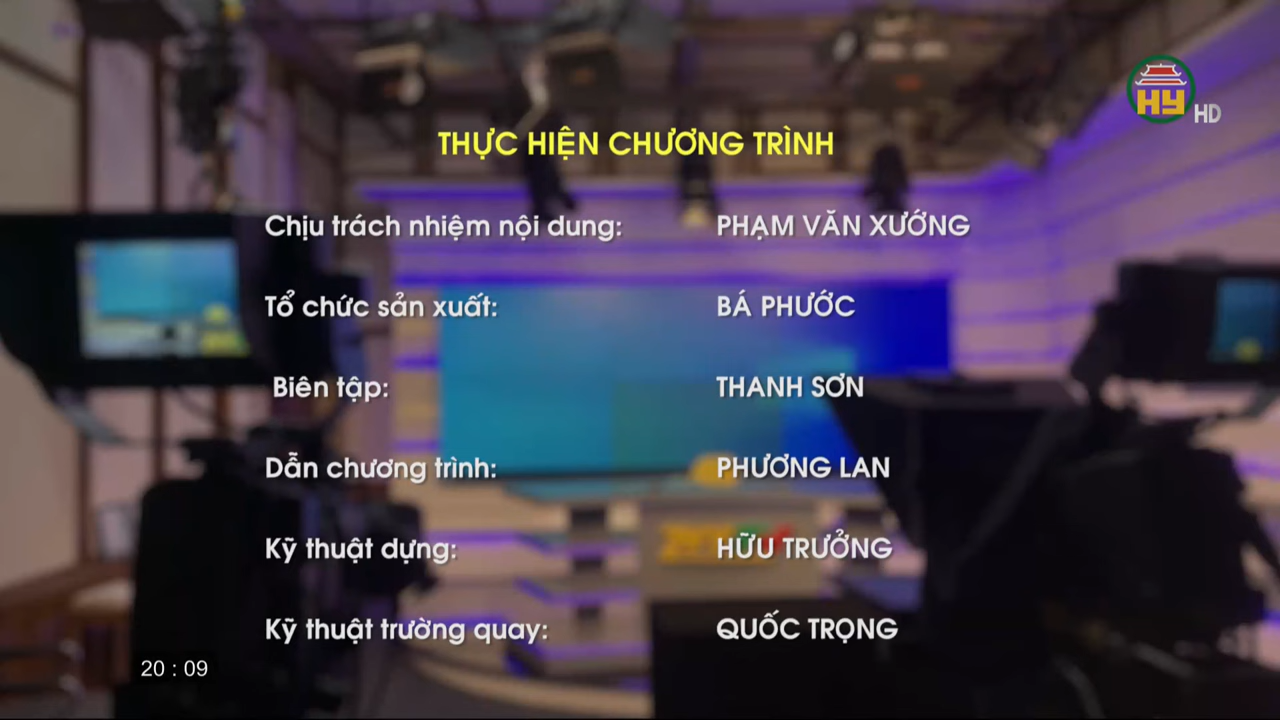 HY HD
THỰC HIỆN CHƯƠNG TRÌNH
Chịu trách nhiệm nội dung: PHẠM VĂN XƯỚNG
Tổ chức sản xuất: BÁ PHƯỚC
Biên tập: THANH SƠN
Dẫn chương trình: PHƯƠNG LAN
Kỹ thuật dựng: HỮU TRƯỞNG
Kỹ thuật trường quay: QUỐC TRỌNG
20 : 09